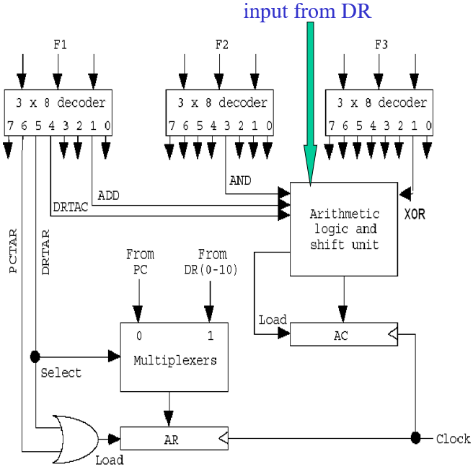 input from DR
F1
F2
F3
3 x 8 decoder
7 6 5 4 3 2 1 0
3 x 8 decoder
7 6 5 4 3 2 1 0
3 x 8 decoder
7 6 5 4 3 2 1 0
AND
ADD
DRTAC
XOR
Arithmetic
logic and
shift unit
PCTAR
DRTAR
From
PC
From
DR(0-10)
Load
AC
0 1
Multiplexers
Select
AR
Load
Clock